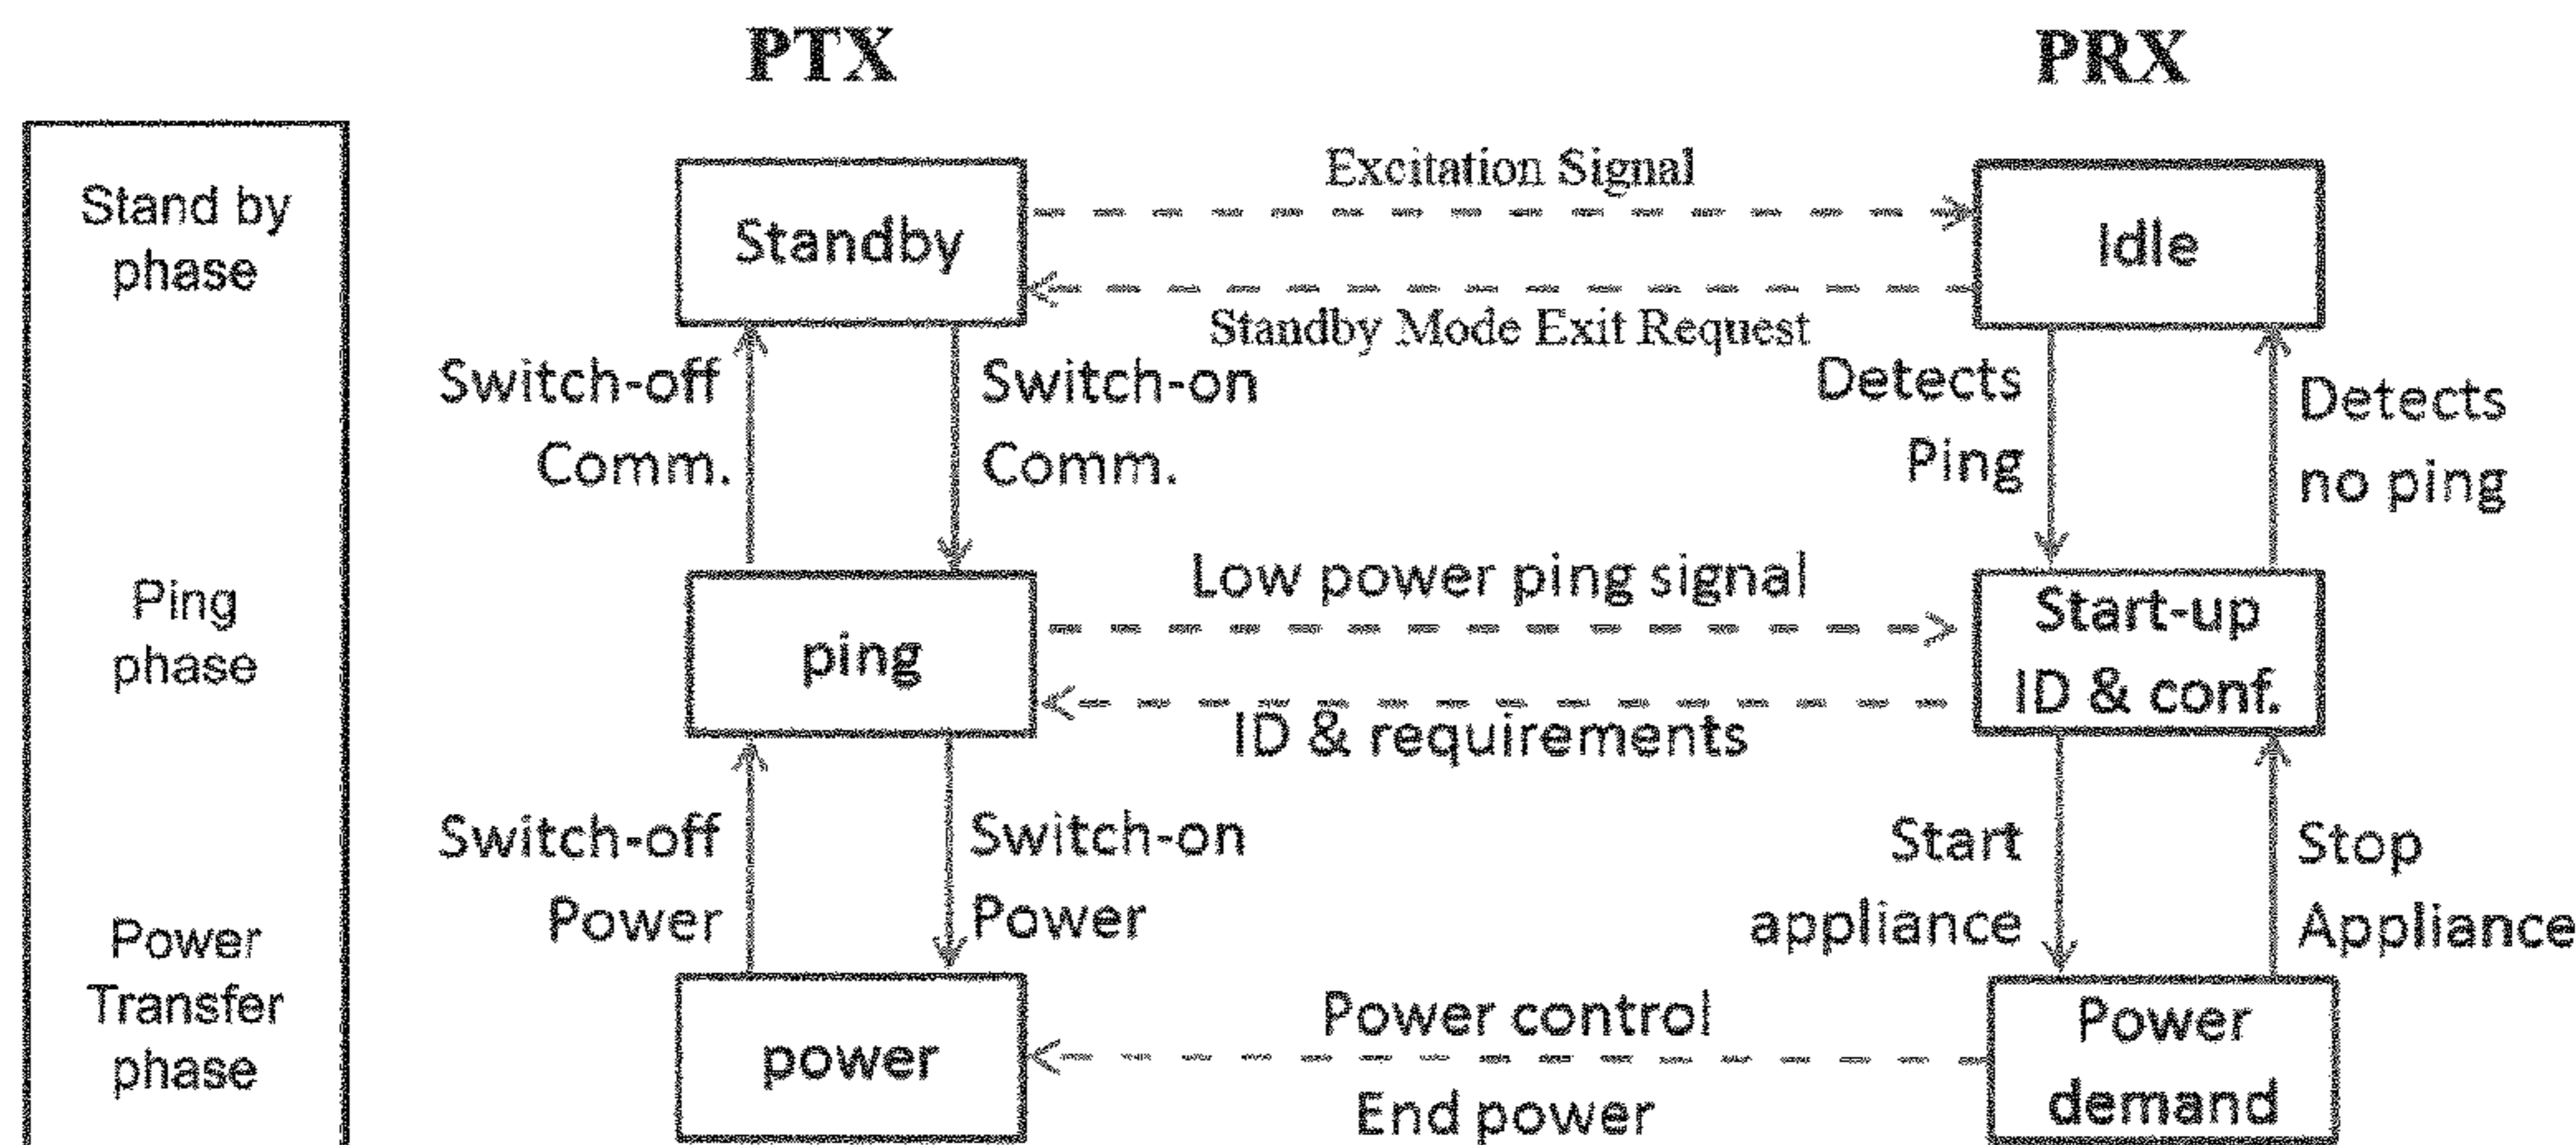 PTX
PRX
Stand by
phase
Standby
Excitation Signal
Standby Mode Exit Request
Idle
Switch-off
Comm.
Switch-on
Comm.
Detects
Ping
Detects
no ping
Ping
phase
ping
Low power ping signal
ID & requirements
Start-up
ID & conf.
Switch-off
Power
Switch-on
Power
Start
appliance
Stop
Appliance
Power
Transfer
phase
power
Power control
End power
Power
demand